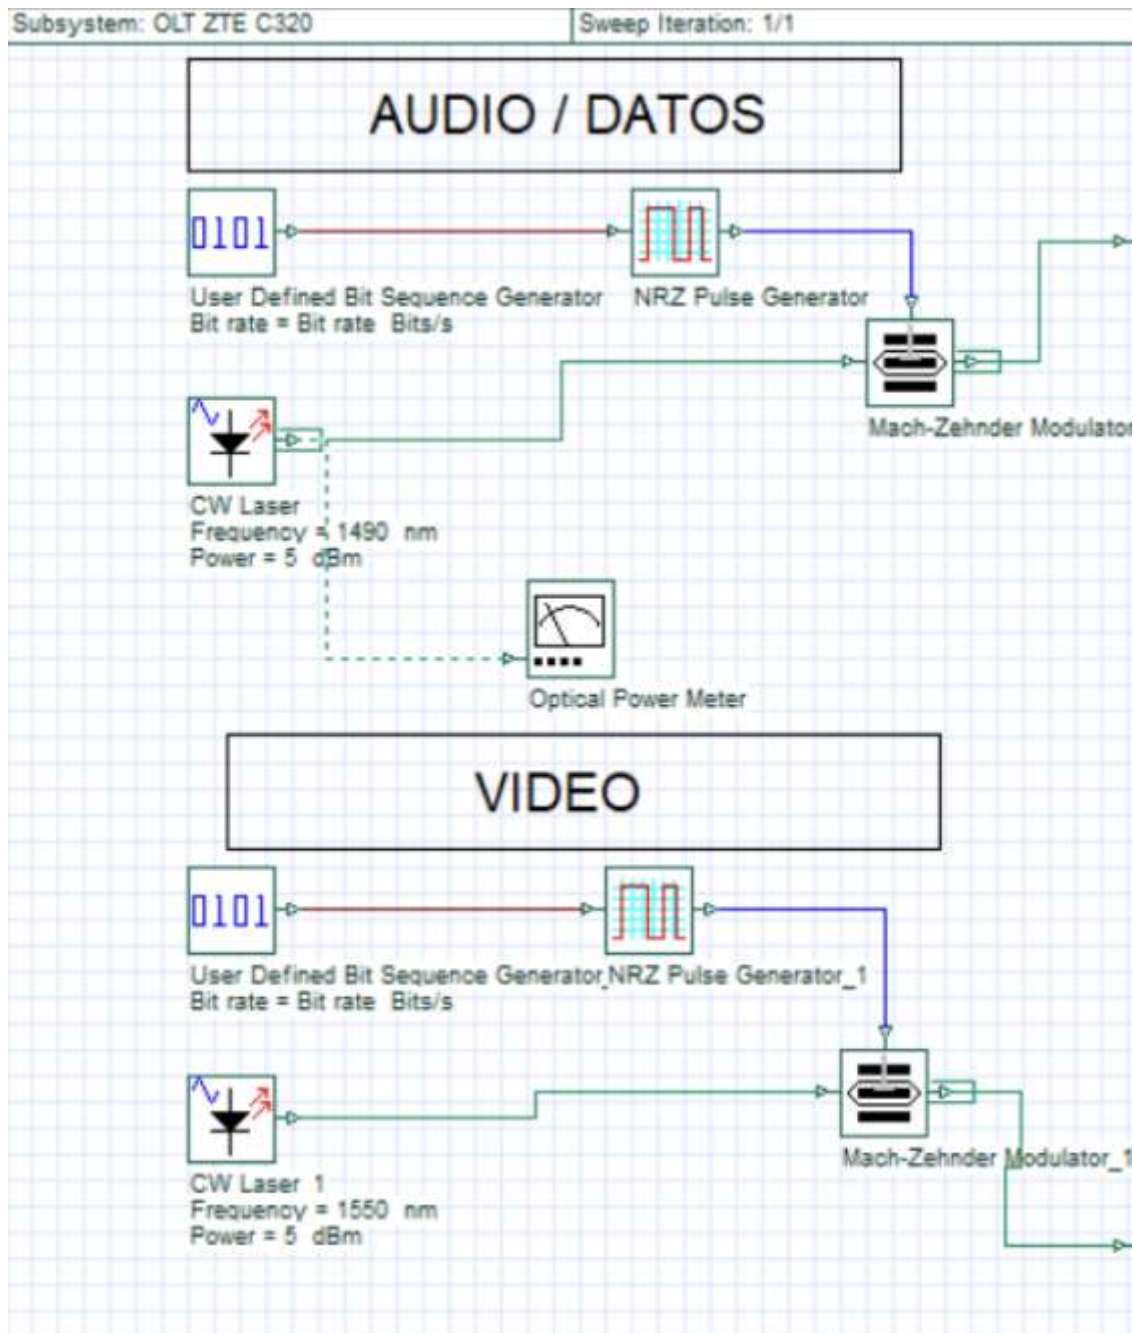 Subsystem: OLT ZTE C320
Sweep Iteration: 1/1
AUDIO / DATOS
0101
User Defined Bit Sequence Generator
Bit rate = Bit rate Bits/s
NRZ Pulse Generator
Mach-Zehnder Modulator
CW Laser
Frequency = 1490 nm
Power = 5 dBm
Optical Power Meter
VIDEO
0101
User Defined Bit Sequence Generator_
Bit rate = Bit rate Bits/s
NRZ Pulse Generator_1
Mach-Zehnder Modulator_1
CW Laser 1
Frequency = 1550 nm
Power = 5 dBm